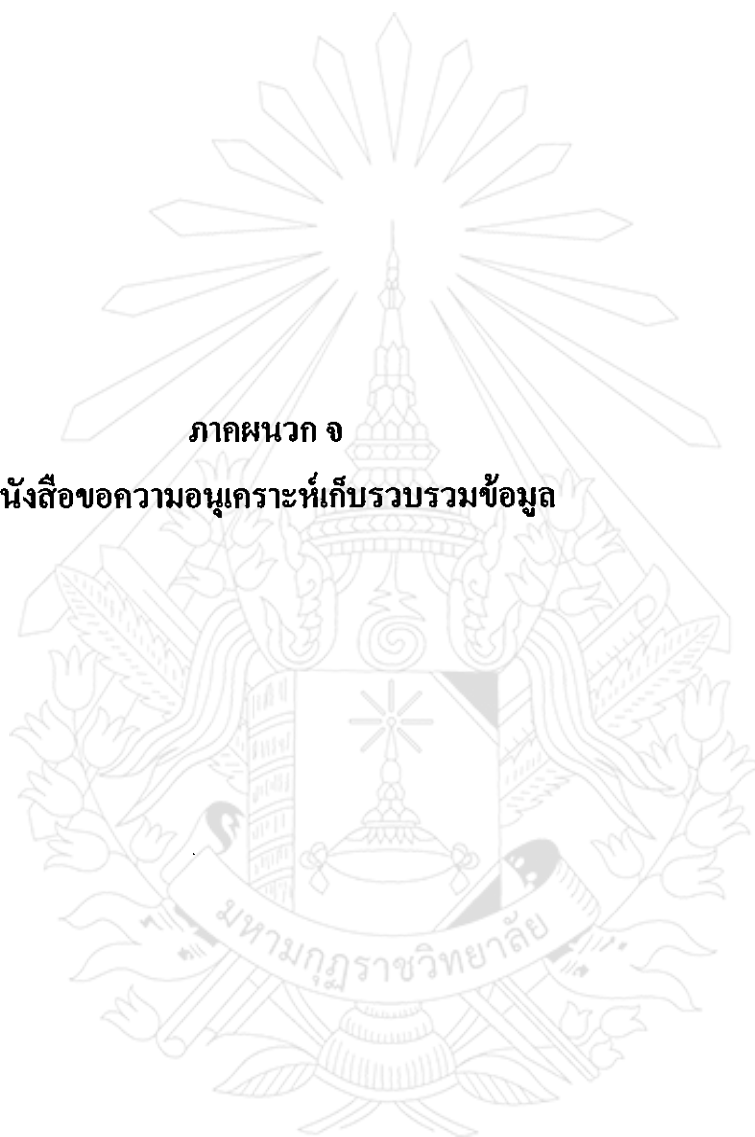 ภาคผนวก จ
นังสือขอความอนุเคราะห์เก็บรวบรวมข้อมูล
มหามกุฏราชวิทยาลัย